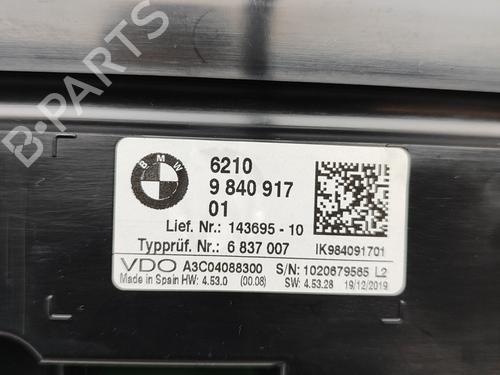 B-PARTS
BMW
6210
9 840 917
01
Lief. Nr.: 143695 - 10
Typprüf. Nr.: 6 837 007
IK984091701
VDO A3C04088300 S/N: 1020679565 L2
Made in Spain HW: 4.53.0 (00.08) SW: 4.53.28 19/12/2019